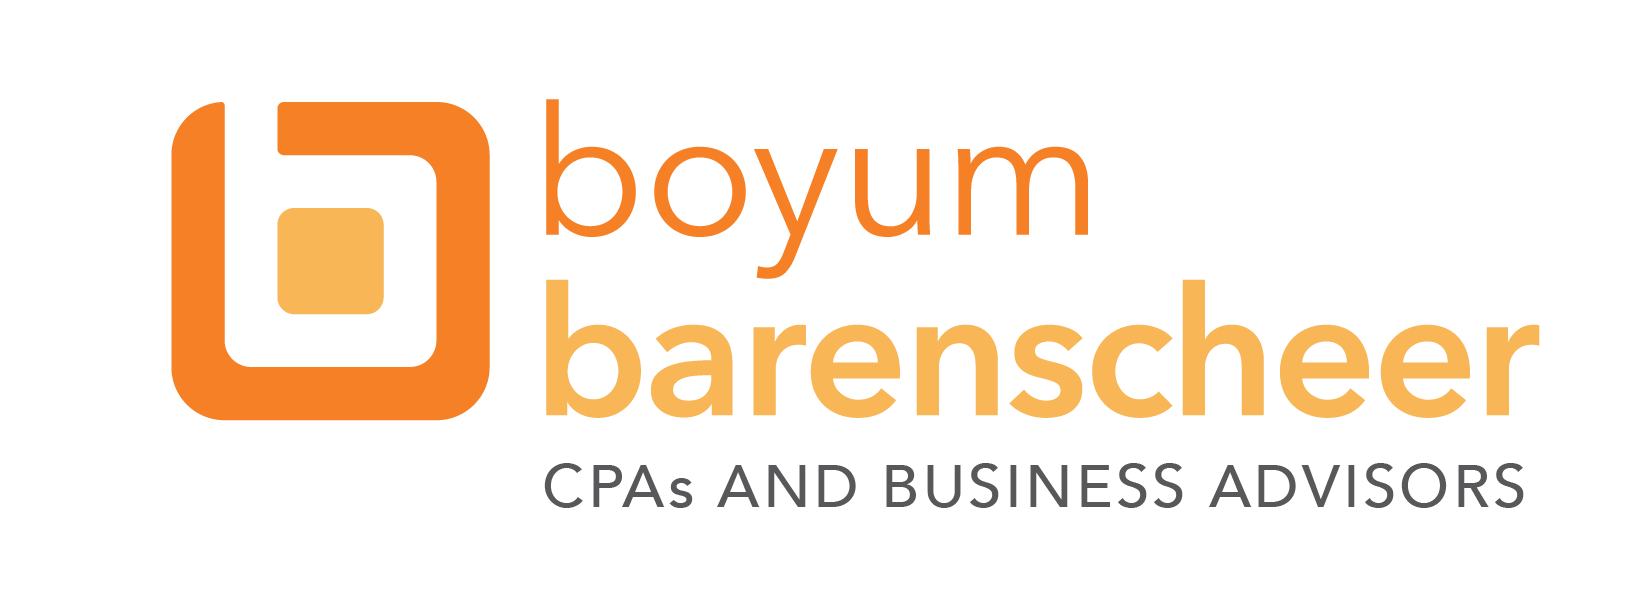 boyum
barenscheer
CPAs AND BUSINESS ADVISORS